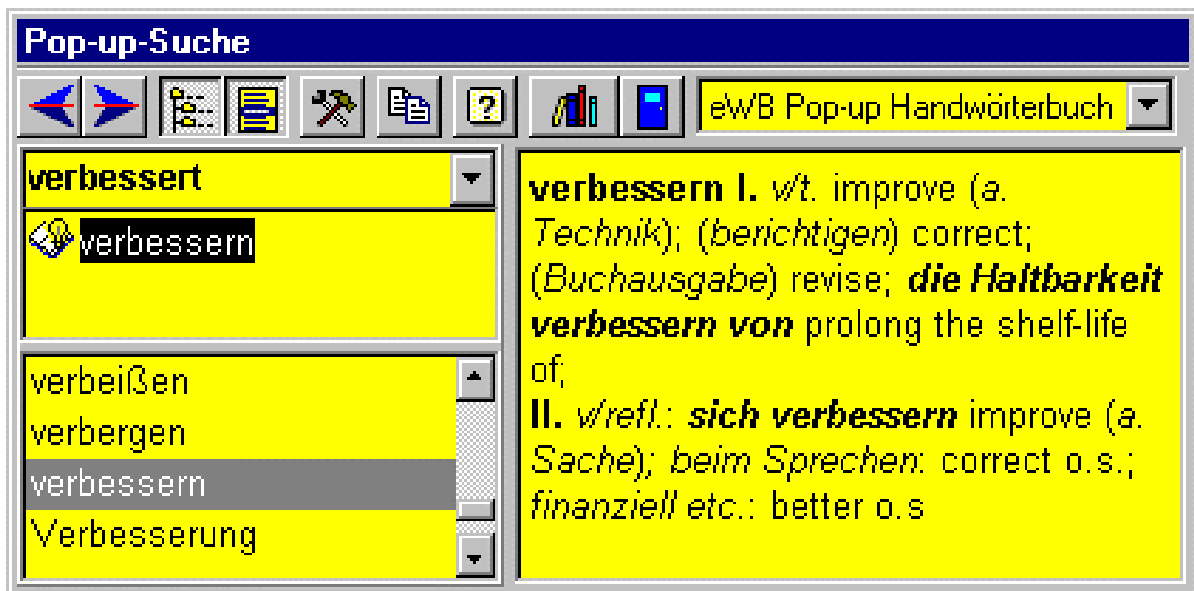 Pop-up-Suche
eWB Pop-up Handwörterbuch
verbessert
verbessern
verbeißen
verbergen
verbessern
Verbesserung
verbessern I. v/t. improve (a.
Technik); (berichtigen) correct;
(Buchausgabe) revise; die Haltbarkeit
verbessern von prolong the shelf-life
of;
II. v/refl.: sich verbessern improve (a.
Sache); beim Sprechen: correct o.s.;
finanziell etc.: better o.s